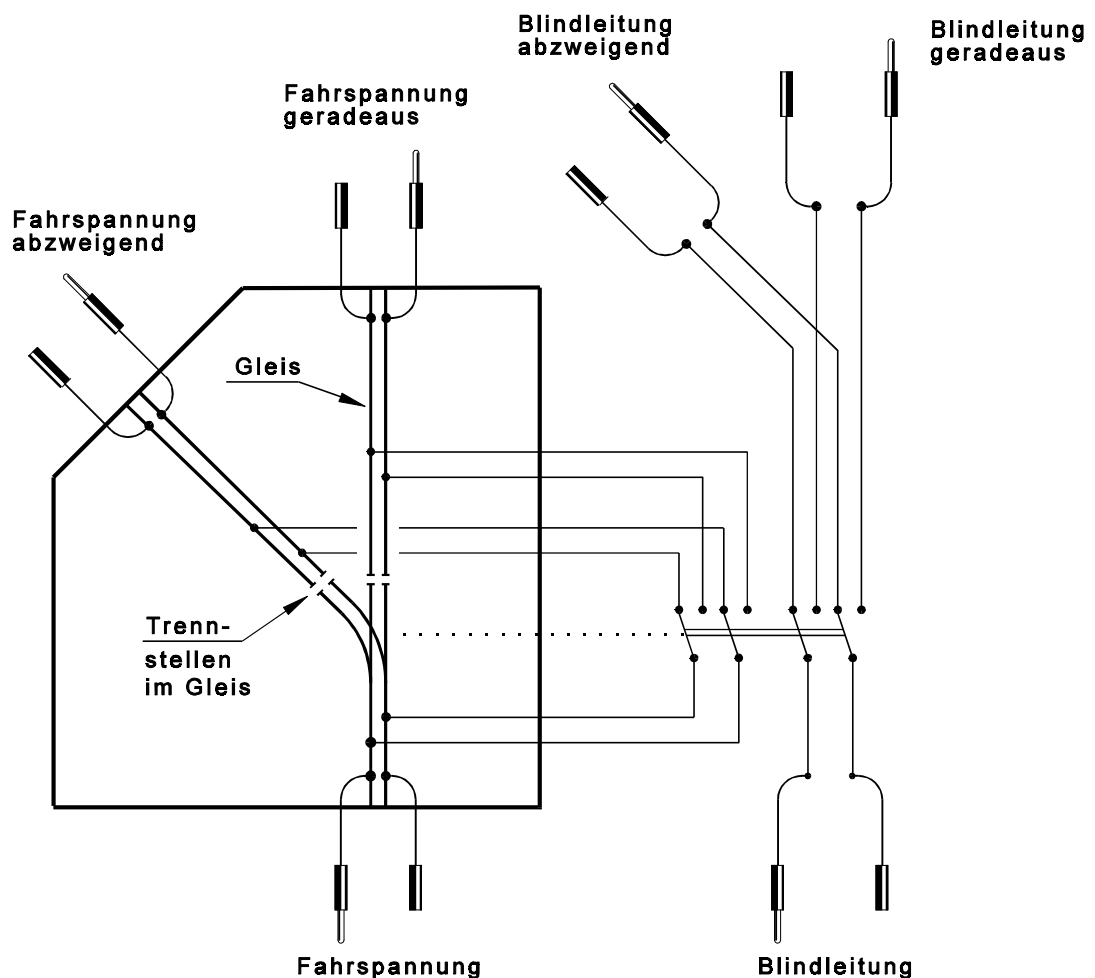 Blindleitung
abzweigend
Blindleitung
geradeaus
Fahrspannung
geradeaus
Fahrspannung
abzweigend
Gleis
Trenn-
stellen
im Gleis
Fahrspannung
Blindleitung